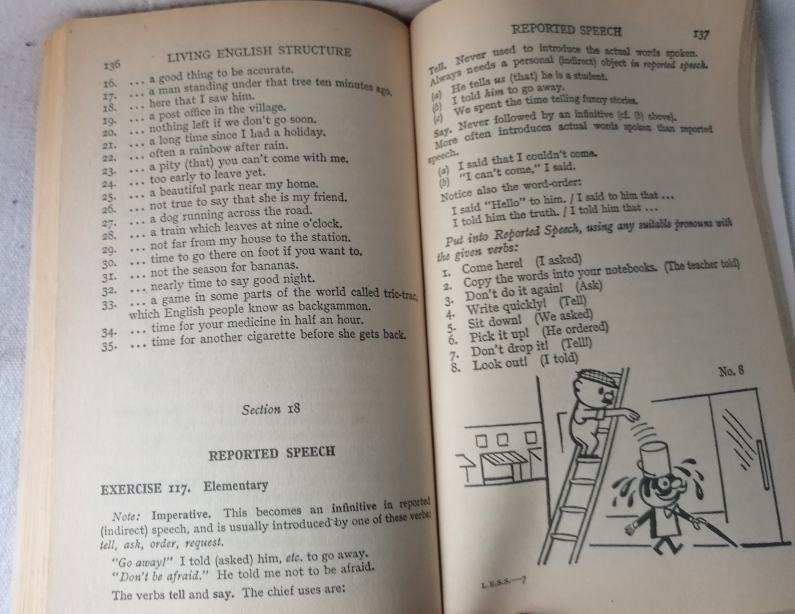 136 LIVING ENGLISH STRUCTURE
16. ... a good thing to be accurate.
17. ... a man standing under that tree ten minutes ago.
18. ... here that I saw him.
19. ... a post office in the village.
20. ... nothing left if we don't go soon.
21. ... a long time since I had a holiday.
22. ... often a rainbow after rain.
23. ... a pity (that) you can't come with me.
24. ... too early to leave yet.
25. ... a beautiful park near my home.
26. ... not true to say that she is my friend.
27. ... a dog running across the road.
28. ... a train which leaves at nine o'clock.
29. ... not far from my house to the station.
30. ... time to go there on foot if you want to.
31. ... not the season for bananas.
32. ... nearly time to say good night.
33. ... a game in some parts of the world called tric-trac,
which English people know as backgammon.
34. ... time for your medicine in half an hour.
35. ... time for another cigarette before she gets back.
Section 18
REPORTED SPEECH
EXERCISE 117. Elementary
Note: Imperative. This becomes an infinitive in reported
(indirect) speech, and is usually introduced by one of these verbs:
tell, ask, order, request.
"Go away!" I told (asked) him, etc. to go away.
"Don't be afraid." He told me not to be afraid.
The verbs tell and say. The chief uses are:
REPORTED SPEECH 137
Tell. Never used to introduce the actual words spoken.
Always needs a personal (indirect) object in reported speech.
(a) He tells us (that) he is a student.
(b) I told him to go away.
(c) We spent the time telling funny stories.
Say. Never followed by an infinitive (cf. (b) above).
More often introduces actual words spoken than reported
speech.
(a) I said that I couldn't come.
(b) "I can't come," I said.
Notice also the word-order:
I said "Hello" to him. / I said to him that ...
I told him the truth. / I told him that ...
Put into Reported Speech, using any suitable pronouns with
the given verbs:
1. Come here! (I asked)
2. Copy the words into your notebooks. (The teacher told)
3. Don't do it again! (Ask)
4. Write quickly! (Tell)
5. Sit down! (We asked)
6. Pick it up! (He ordered)
7. Don't drop it! (Tell!)
8. Look out! (I told)
No. 8
L.E.S.S.—7